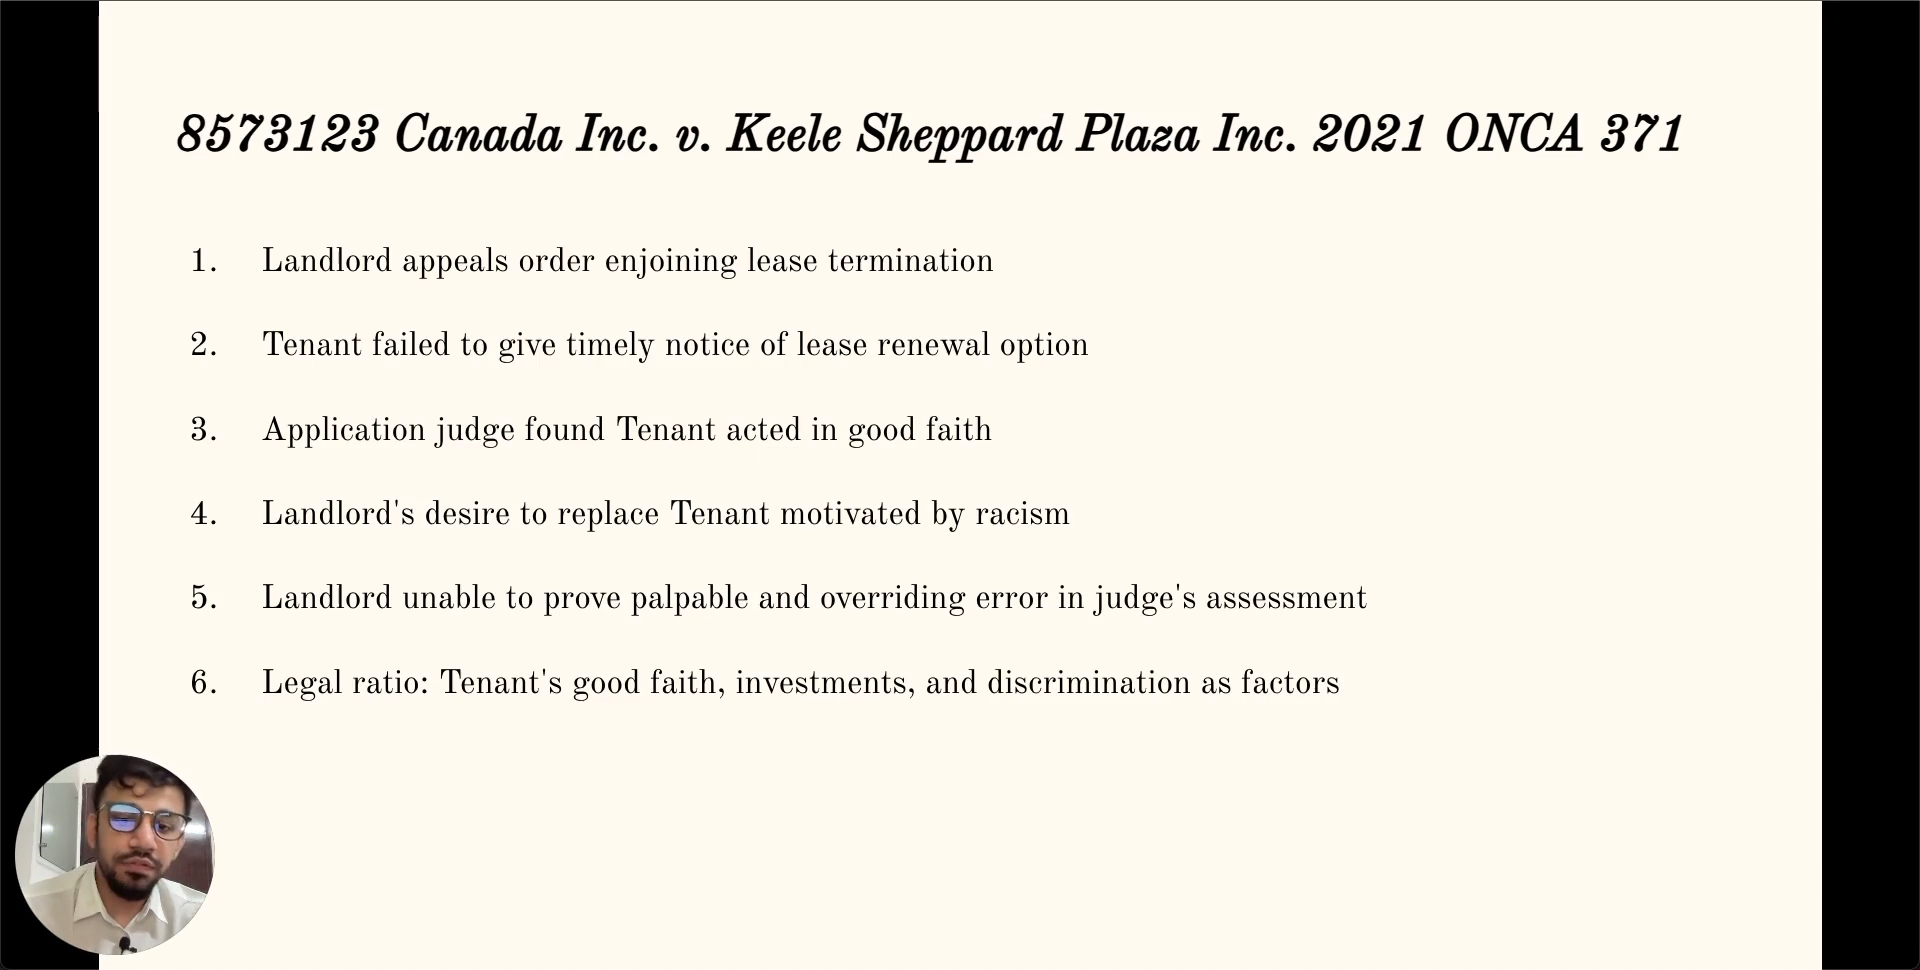 8573123 Canada Inc. v. Keele Sheppard Plaza Inc. 2021 ONCA 371
1. Landlord appeals order enjoining lease termination
2. Tenant failed to give timely notice of lease renewal option
3. Application judge found Tenant acted in good faith
4. Landlord's desire to replace Tenant motivated by racism
5. Landlord unable to prove palpable and overriding error in judge's assessment
6. Legal ratio: Tenant's good faith, investments, and discrimination as factors